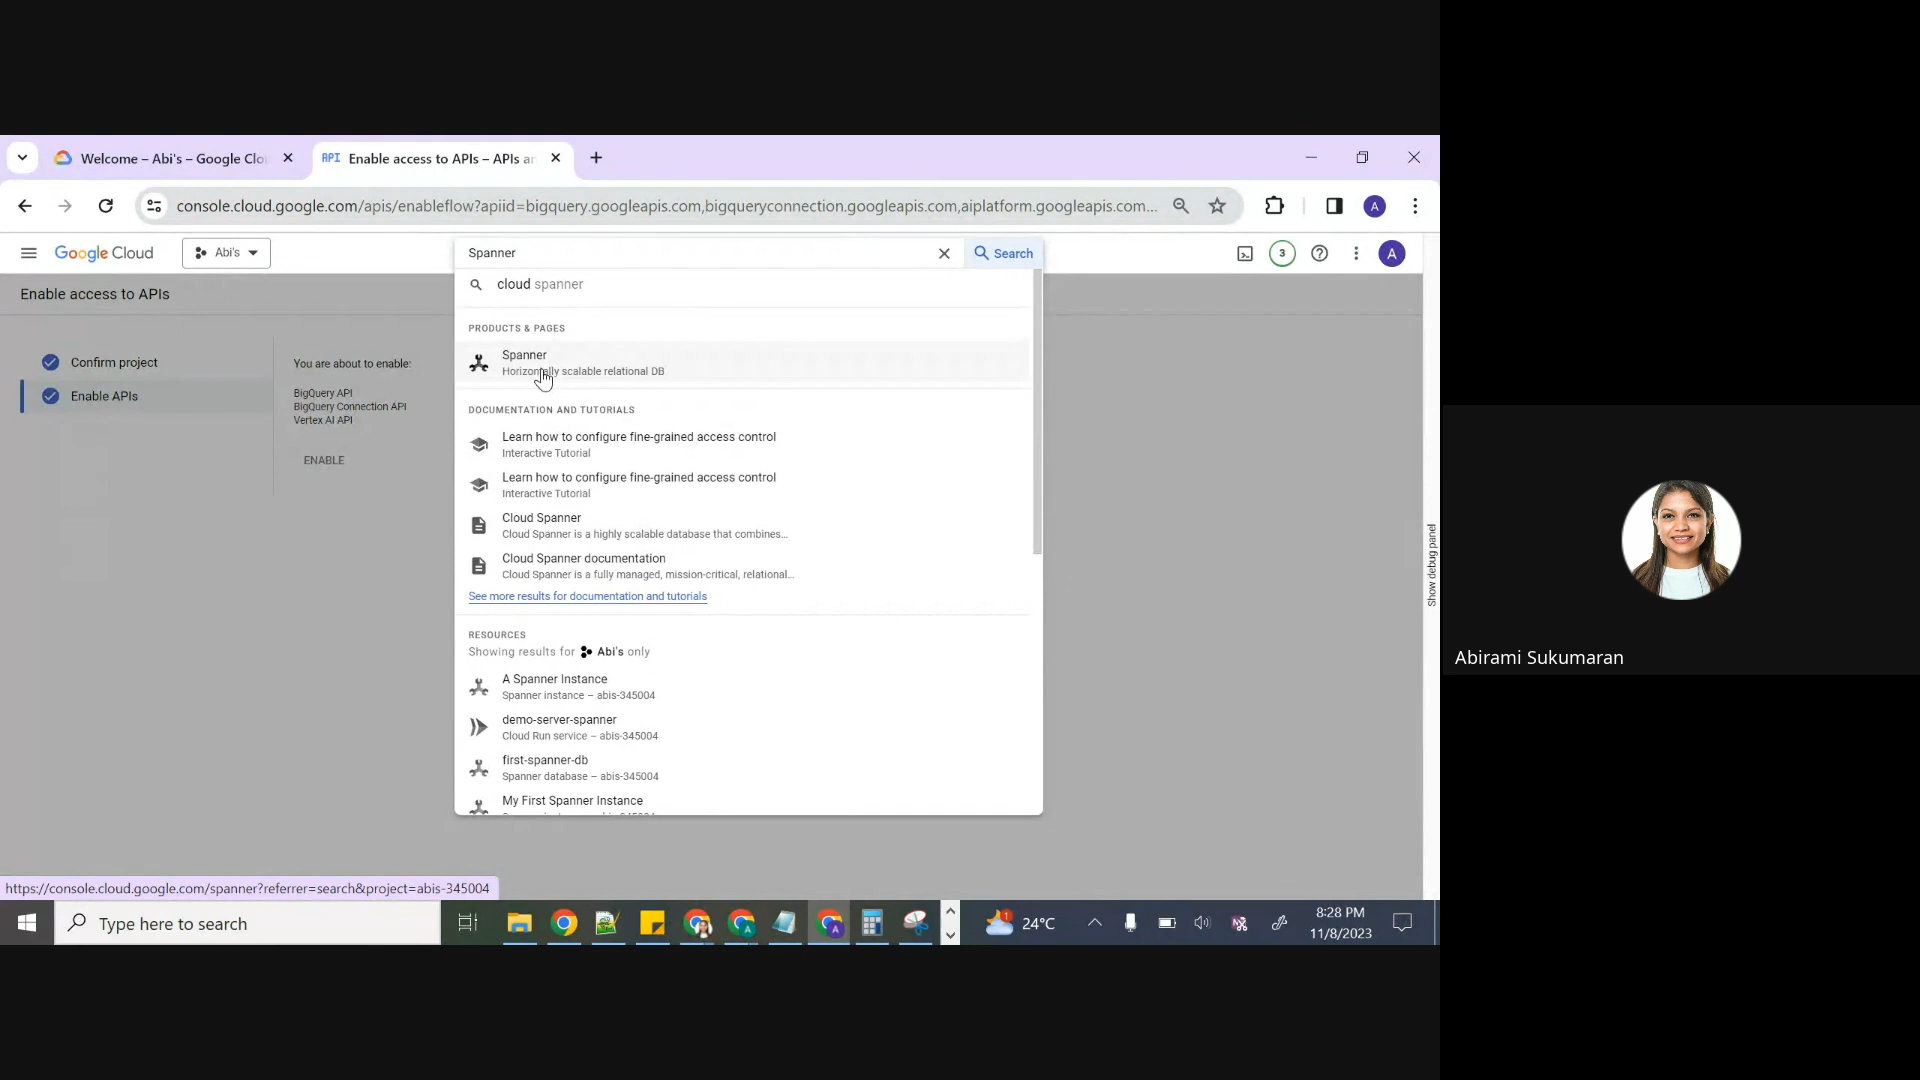 Welcome – Abi's – Google Clo
API Enable access to APIs – APIs an
console.cloud.google.com/apis/enableflow?apiid=bigquery.googleapis.com,bigqueryconnection.googleapis.com,aiplatform.googleapis.com...
A
Google Cloud
Abi's
Spanner
Search
3
A
Enable access to APIs
cloud spanner
Confirm project
Enable APIs
You are about to enable:
BigQuery API
BigQuery Connection API
Vertex AI API
ENABLE
PRODUCTS & PAGES
Spanner
Horizontally scalable relational DB
DOCUMENTATION AND TUTORIALS
Learn how to configure fine-grained access control
Interactive Tutorial
Learn how to configure fine-grained access control
Interactive Tutorial
Cloud Spanner
Cloud Spanner is a highly scalable database that combines...
Cloud Spanner documentation
Cloud Spanner is a fully managed, mission-critical, relational...
See more results for documentation and tutorials
RESOURCES
Showing results for Abi's only
A Spanner Instance
Spanner instance – abis-345004
demo-server-spanner
Cloud Run service – abis-345004
first-spanner-db
Spanner database – abis-345004
My First Spanner Instance
Show debug panel
Abirami Sukumaran
https://console.cloud.google.com/spanner?referrer=search&project=abis-345004
Type here to search
24°C
8:28 PM
11/8/2023